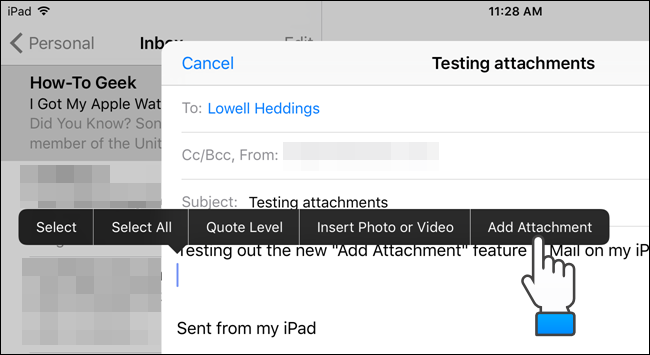 iPad 11:28 AM
Personal Inbox Edit
How-To Geek
I Got My Apple Wat
Did You Know? Son
member of the Unit
Cancel Testing attachments
To: Lowell Heddings
Cc/Bcc, From:
Subject: Testing attachments
Select Select All Quote Level Insert Photo or Video Add Attachment
Testing out the new "Add Attachment" feature Mail on my iP
Sent from my iPad